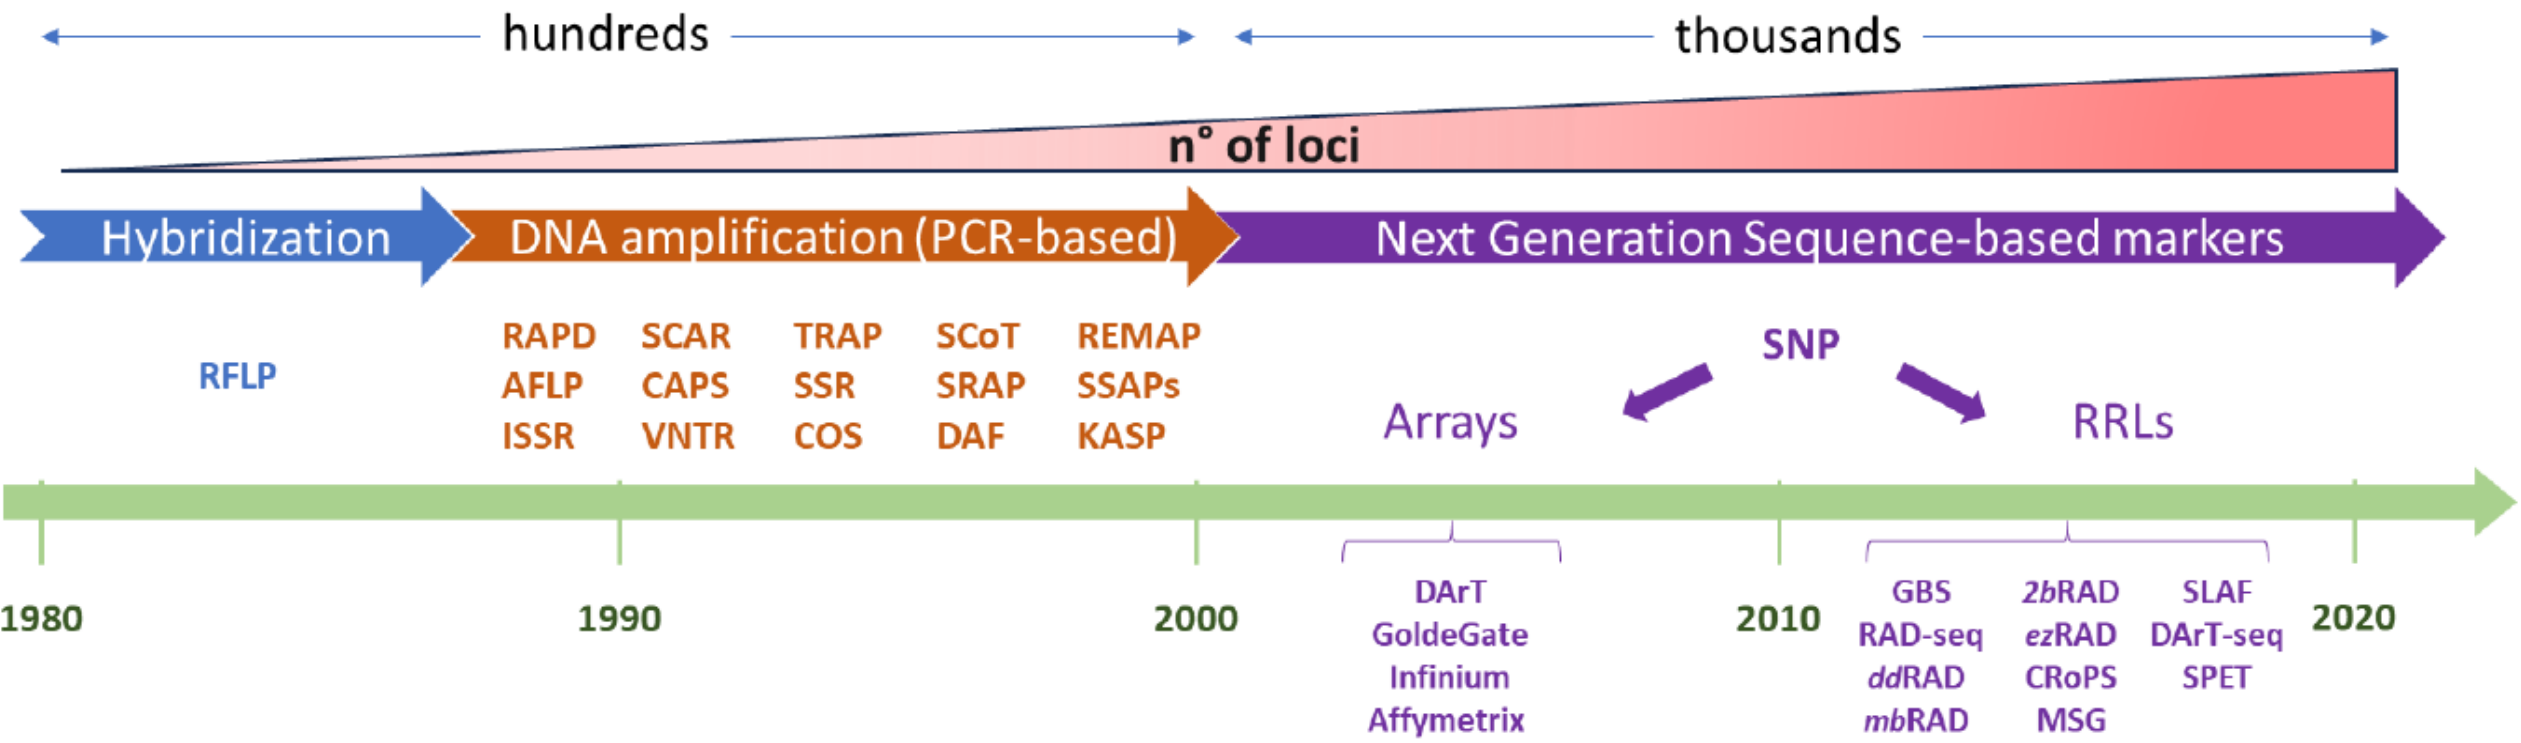 hundreds
thousands
n° of loci
Hybridization
DNA amplification (PCR-based)
Next Generation Sequence-based markers
RFLP
RAPD SCAR TRAP SCoT REMAP
AFLP CAPS SSR SRAP SSAPs
ISSR VNTR COS DAF KASP
SNP
Arrays
RRLs
1980
1990
2000
2010
2020
DArT
GoldeGate
Infinium
Affymetrix
GBS 2bRAD SLAF
RAD-seq ezRAD DArT-seq
ddRAD CRoPS SPET
mbRAD MSG